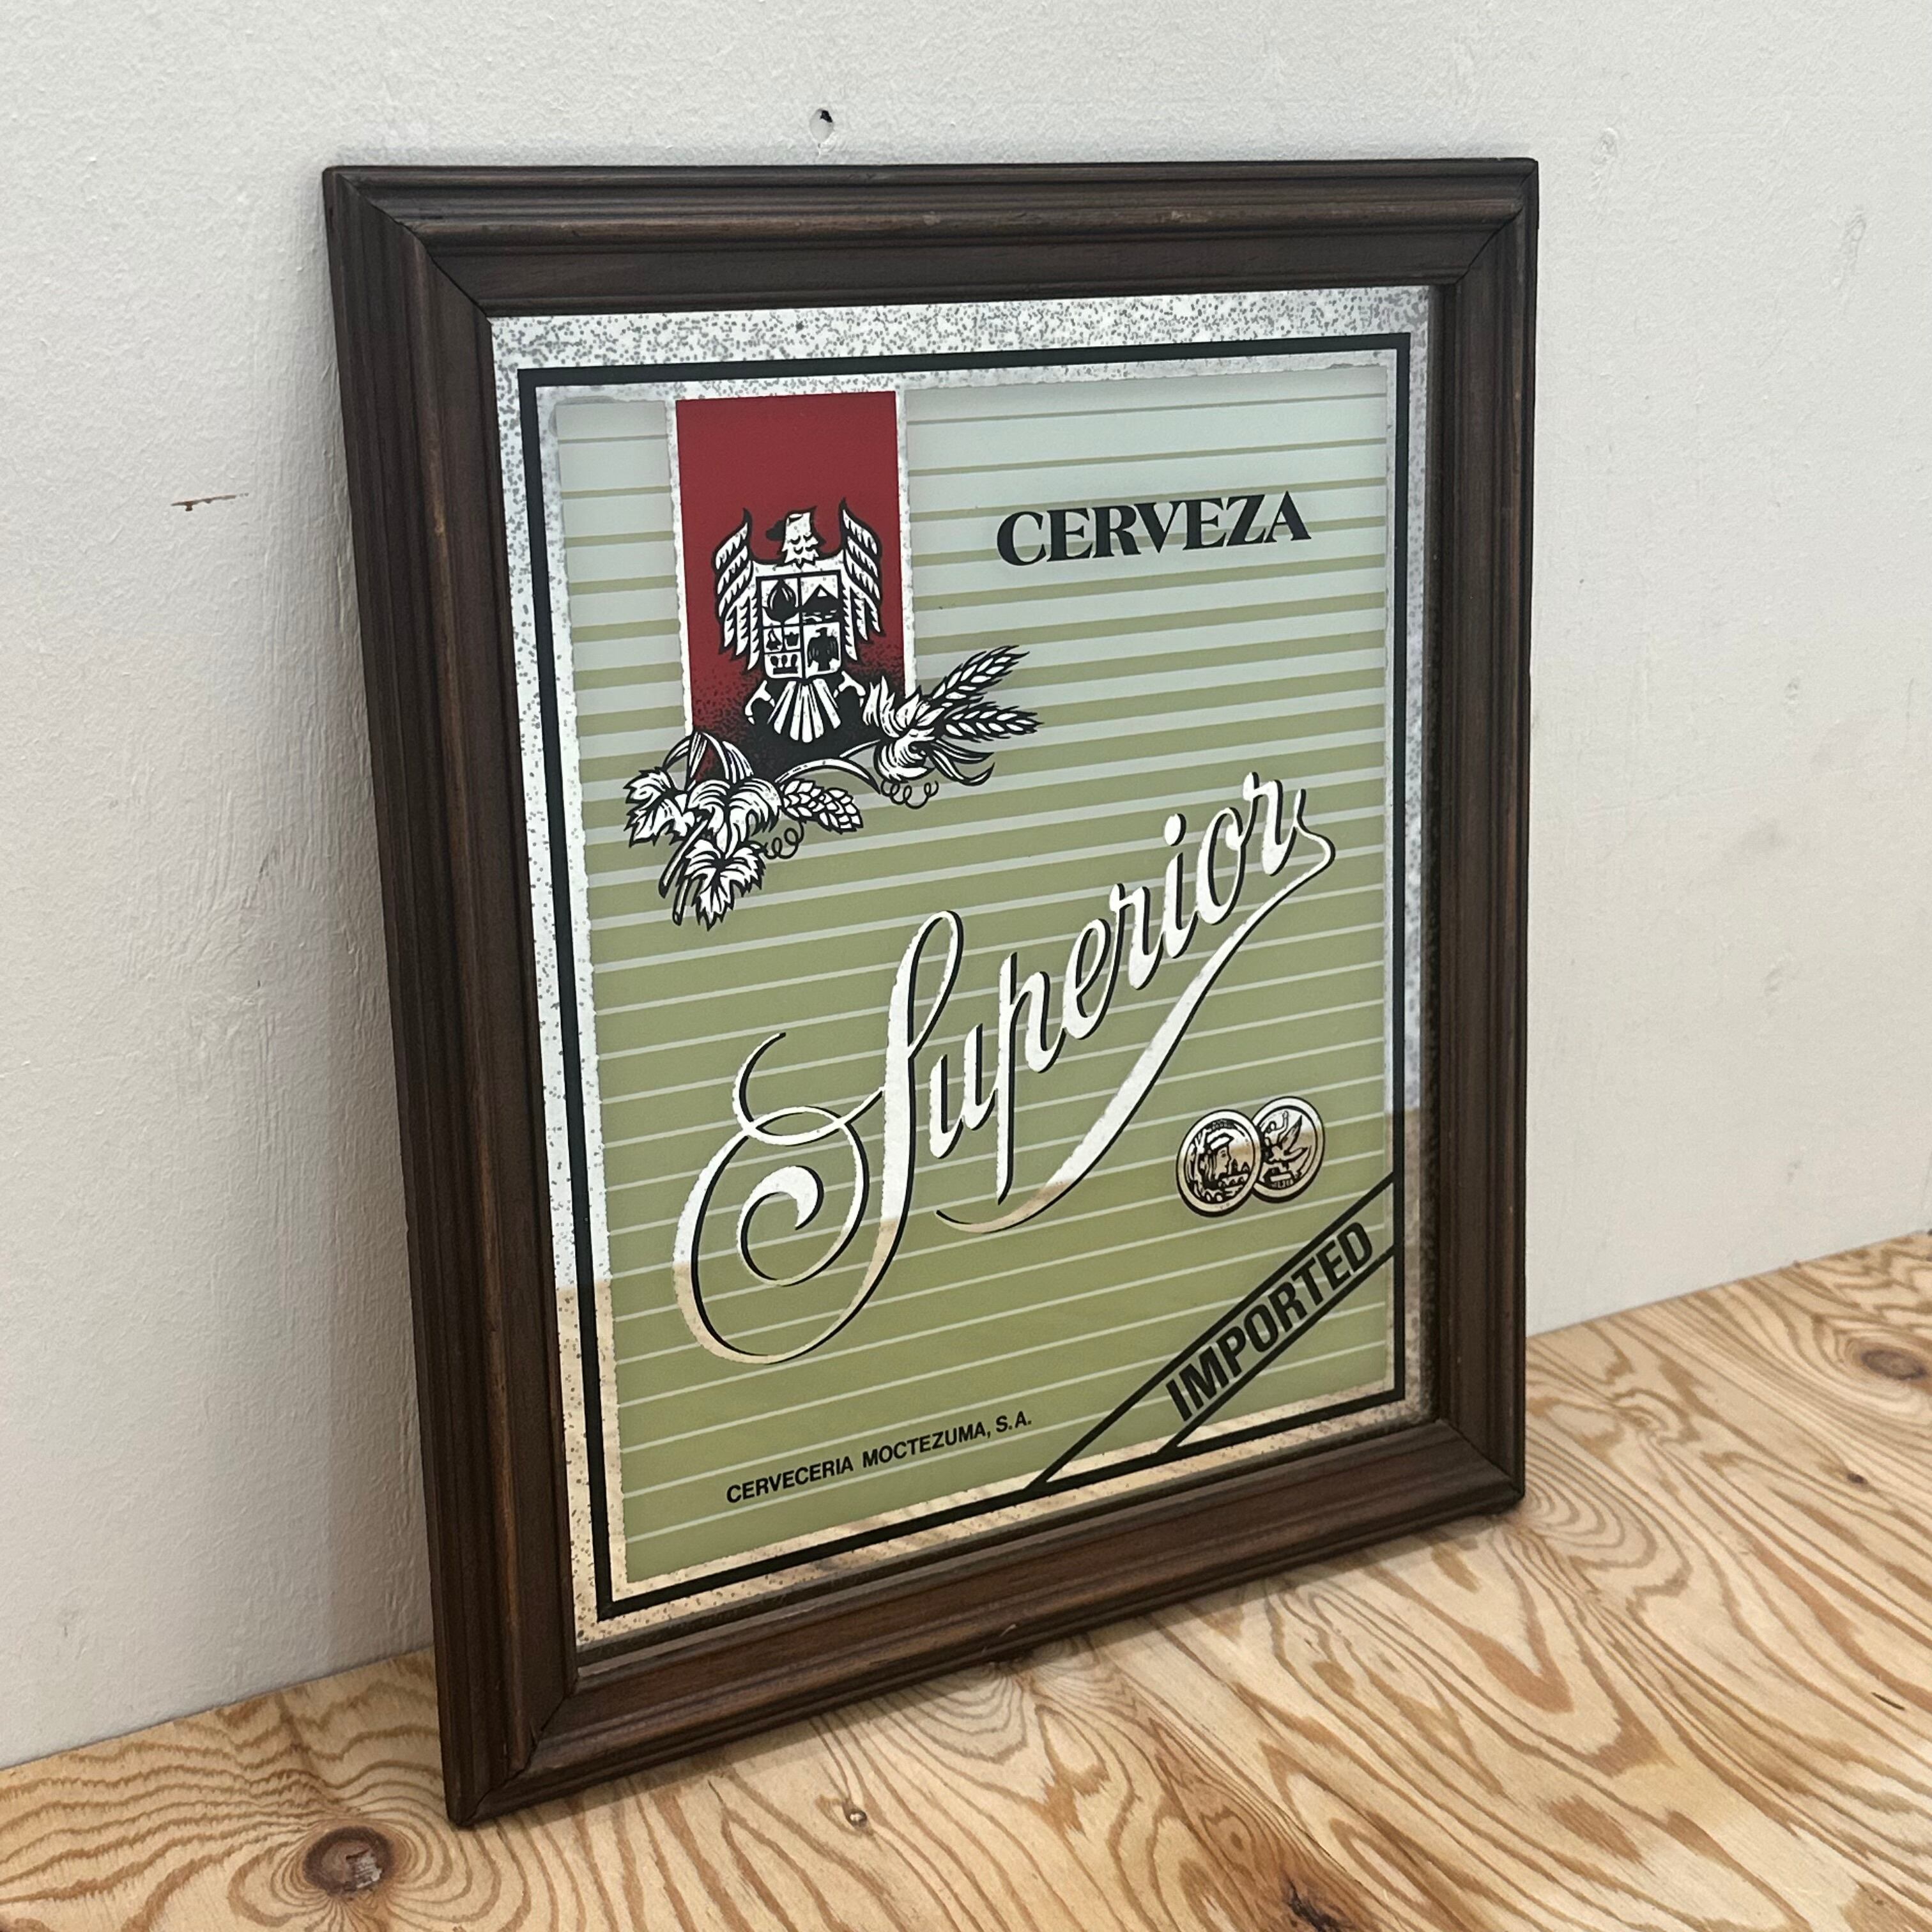 CERVEZA
Superior
IMPORTED
CERVECERIA MOCTEZUMA, S.A.